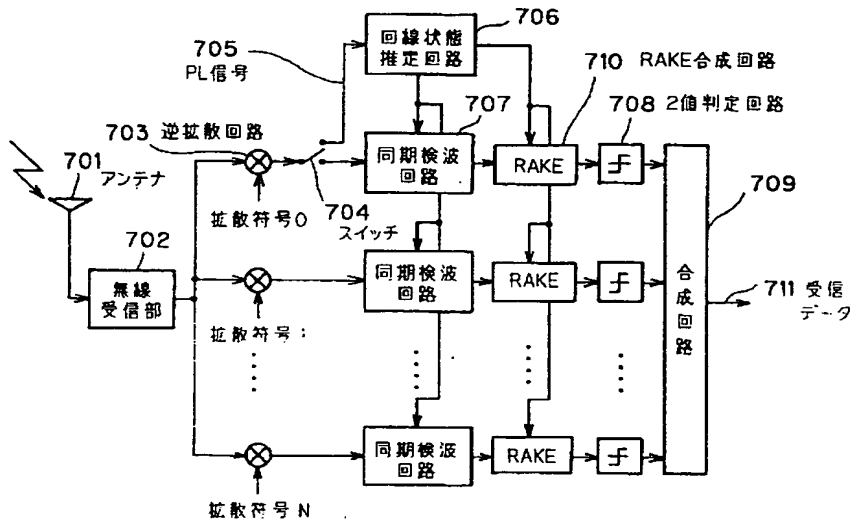 705
PL信号
回線状態
推定回路
706
710 RAKE合成回路
708 2値判定回路
707
703 逆拡散回路
701
アンテナ
702
無線
受信部
拡散符号0
704
スイッチ
同期検波
回路
RAKE
709
拡散符号1
同期検波
回路
RAKE
合成回路
711 受信
データ
拡散符号N
同期検波
回路
RAKE